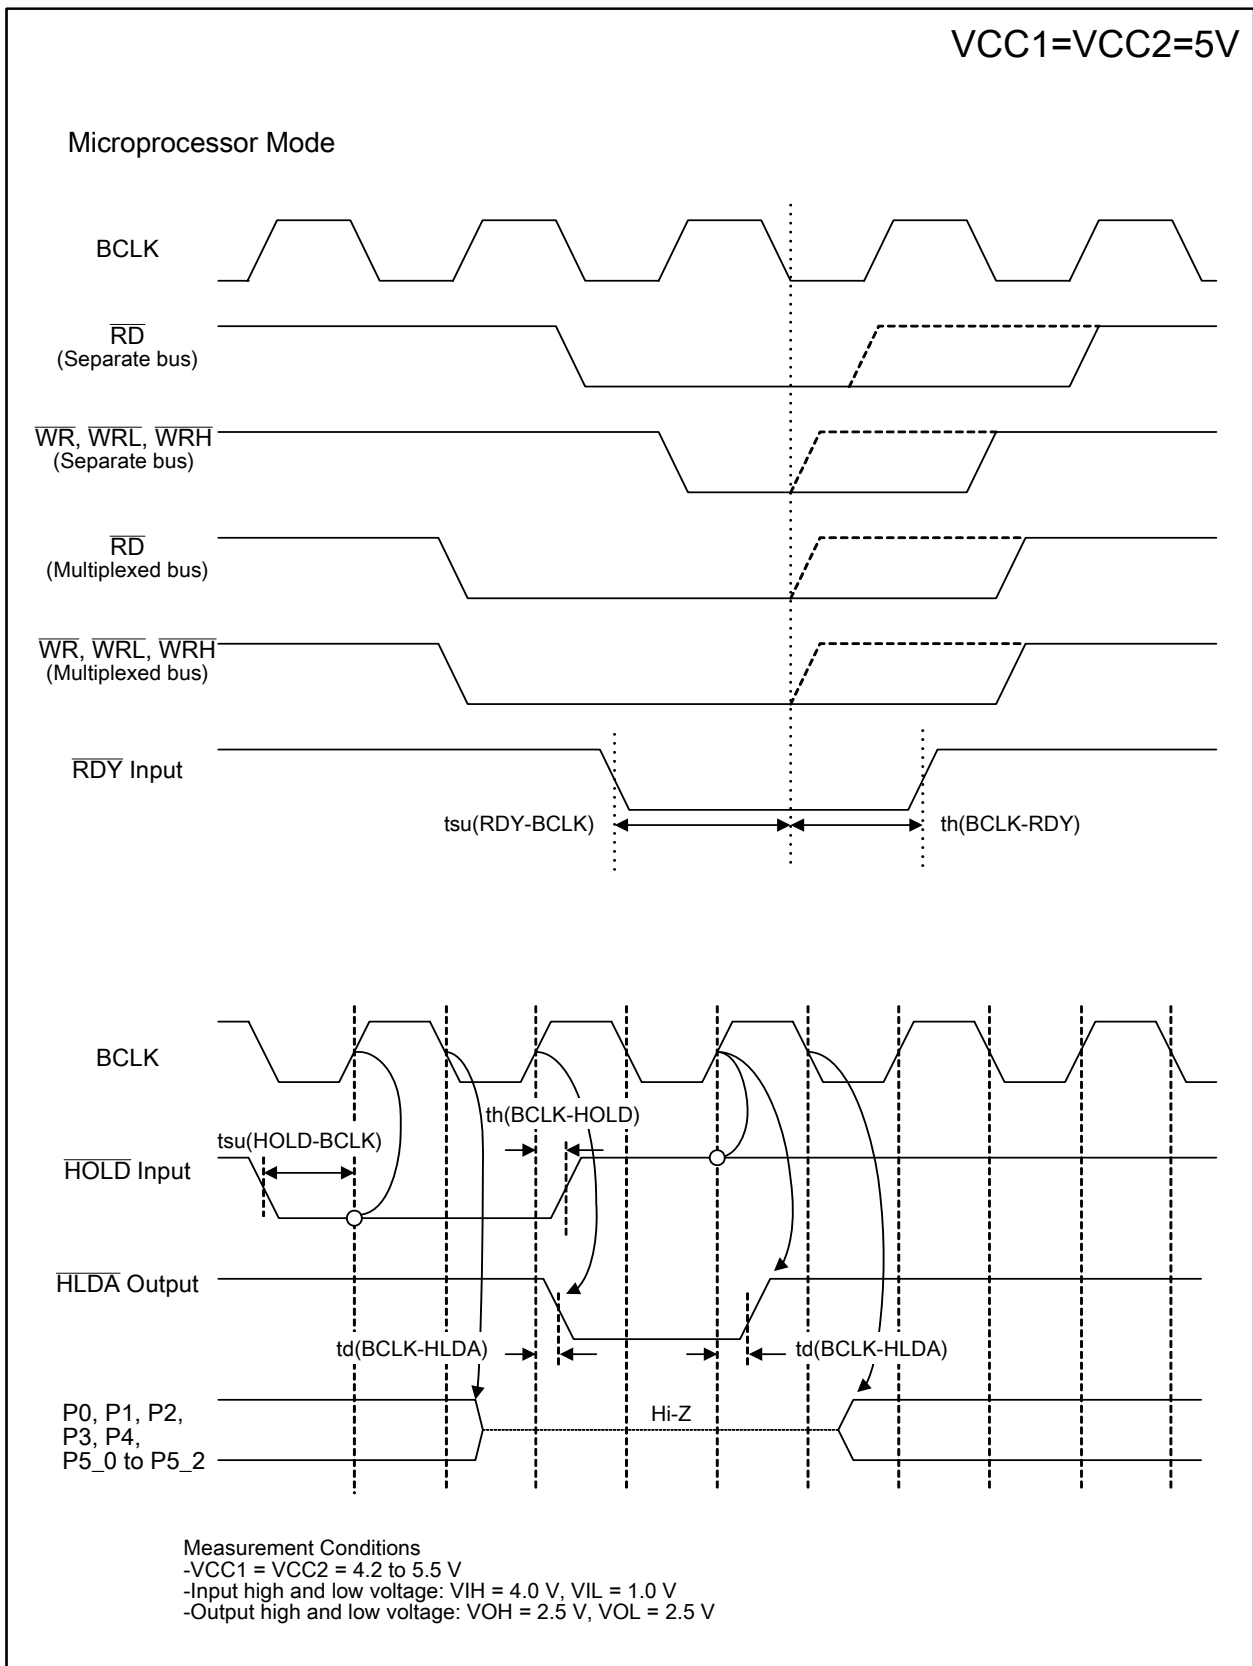 VCC1=VCC2=5V
Microprocessor Mode
BCLK
RD
(Separate bus)
WR, WRL, WRH
(Separate bus)
RD
(Multiplexed bus)
WR, WRL, WRH
(Multiplexed bus)
RDY Input
tsu(RDY-BCLK)
th(BCLK-RDY)
BCLK
th(BCLK-HOLD)
tsu(HOLD-BCLK)
HOLD Input
HLDA Output
td(BCLK-HLDA)
td(BCLK-HLDA)
Hi-Z
P0, P1, P2,
P3, P4,
P5_0 to P5_2
Measurement Conditions
-VCC1 = VCC2 = 4.2 to 5.5 V
-Input high and low voltage: VIH = 4.0 V, VIL = 1.0 V
-Output high and low voltage: VOH = 2.5 V, VOL = 2.5 V